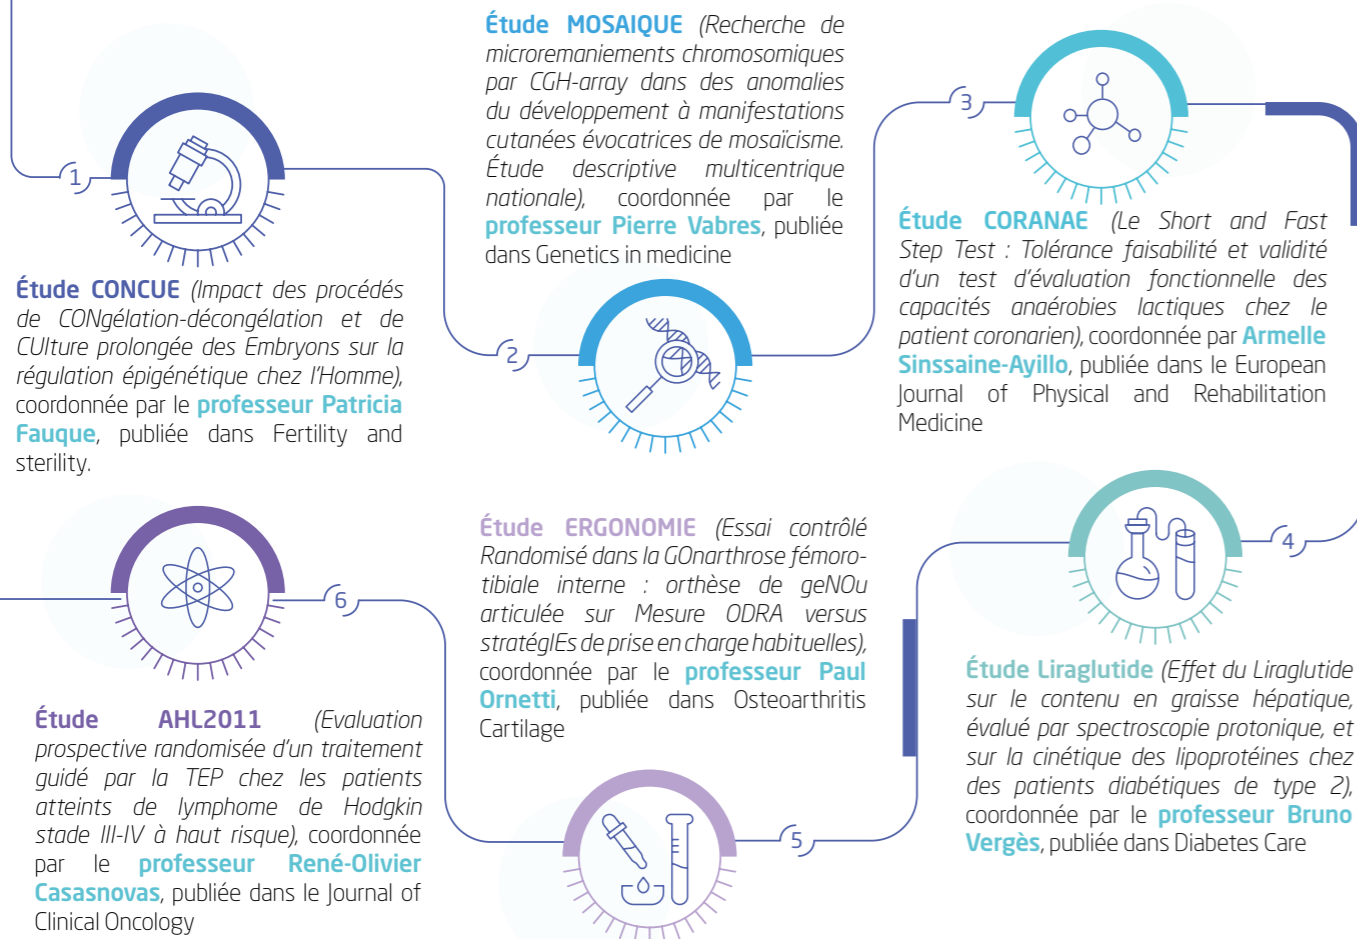 1
Étude CONCUE (Impact des procédés
de CONgélation-décongélation et de
CUlture prolongée des Embryons sur la
régulation épigénétique chez l'Homme),
coordonnée par le professeur Patricia
Fauque, publiée dans Fertility and
sterility.
Étude MOSAIQUE (Recherche de
microremaniements chromosomiques
par CGH-array dans des anomalies
du développement à manifestations
cutanées évocatrices de mosaïcisme.
Étude descriptive multicentrique
nationale), coordonnée par le
professeur Pierre Vabres, publiée
dans Genetics in medicine
2
3
Étude CORANAE (Le Short and Fast
Step Test : Tolérance faisabilité et validité
d'un test d'évaluation fonctionnelle des
capacités anaérobies lactiques chez le
patient coronarien), coordonnée par Armelle
Sinssaine-Ayillo, publiée dans le European
Journal of Physical and Rehabilitation
Medicine
4
Étude Liraglutide (Effet du Liraglutide
sur le contenu en graisse hépatique,
évalué par spectroscopie protonique, et
sur la cinétique des lipoprotéines chez
des patients diabétiques de type 2),
coordonnée par le professeur Bruno
Vergès, publiée dans Diabetes Care
Étude ERGONOMIE (Essai contrôlé
Randomisé dans la GOnarthrose fémoro-
tibiale interne : orthèse de geNOu
articulée sur Mesure ODRA versus
stratégIEs de prise en charge habituelles),
coordonnée par le professeur Paul
Ornetti, publiée dans Osteoarthritis
Cartilage
5
6
Étude AHL2011 (Evaluation
prospective randomisée d'un traitement
guidé par la TEP chez les patients
atteints de lymphome de Hodgkin
stade III-IV à haut risque), coordonnée
par le professeur René-Olivier
Casasnovas, publiée dans le Journal of
Clinical Oncology